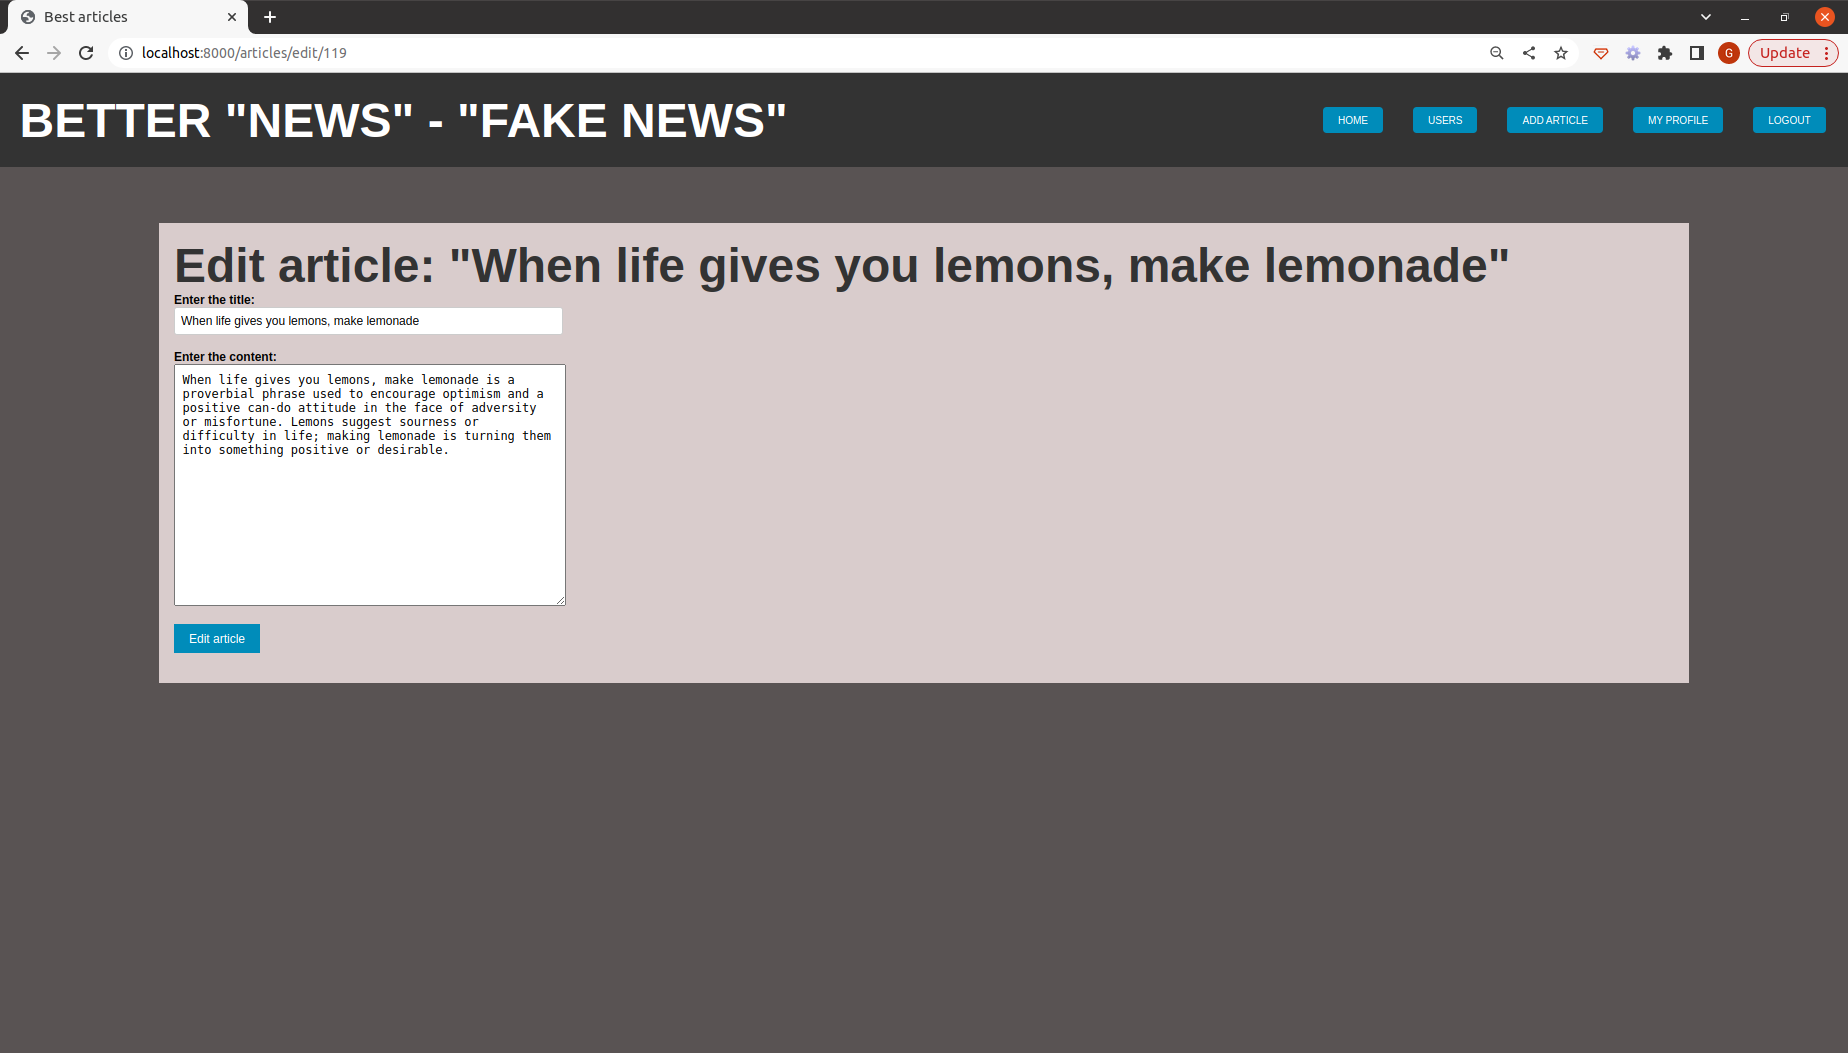 Best articles
localhost:8000/articles/edit/119
G
Update
BETTER "NEWS" - "FAKE NEWS"
HOME
USERS
ADD ARTICLE
MY PROFILE
LOGOUT
Edit article: "When life gives you lemons, make lemonade"
Enter the title:
When life gives you lemons, make lemonade
Enter the content:
When life gives you lemons, make lemonade is a
proverbial phrase used to encourage optimism and a
positive can-do attitude in the face of adversity
or misfortune. Lemons suggest sourness or
difficulty in life; making lemonade is turning them
into something positive or desirable.
Edit article